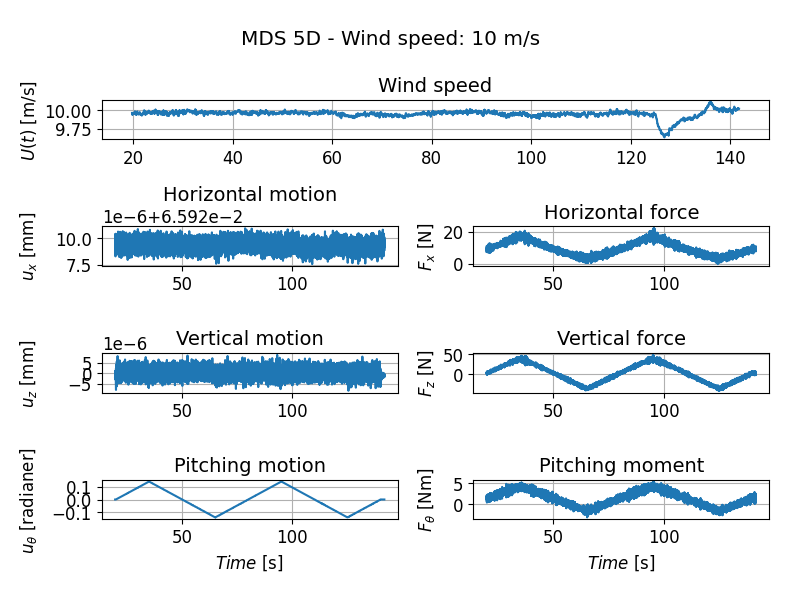 MDS 5D - Wind speed: 10 m/s
Wind speed
U(t) [m/s]
10.00
9.75
20 40 60 80 100 120 140
Horizontal motion
1e−6+6.592e−2
u_x [mm]
10.0
7.5
50 100
Horizontal force
F_x [N]
20
0
50 100
Vertical motion
1e−6
u_z [mm]
5
0
−5
50 100
Vertical force
F_z [N]
50
0
50 100
Pitching motion
u_θ [radianer]
0.1
0.0
−0.1
50 100
Time [s]
Pitching moment
F_θ [Nm]
5
0
50 100
Time [s]